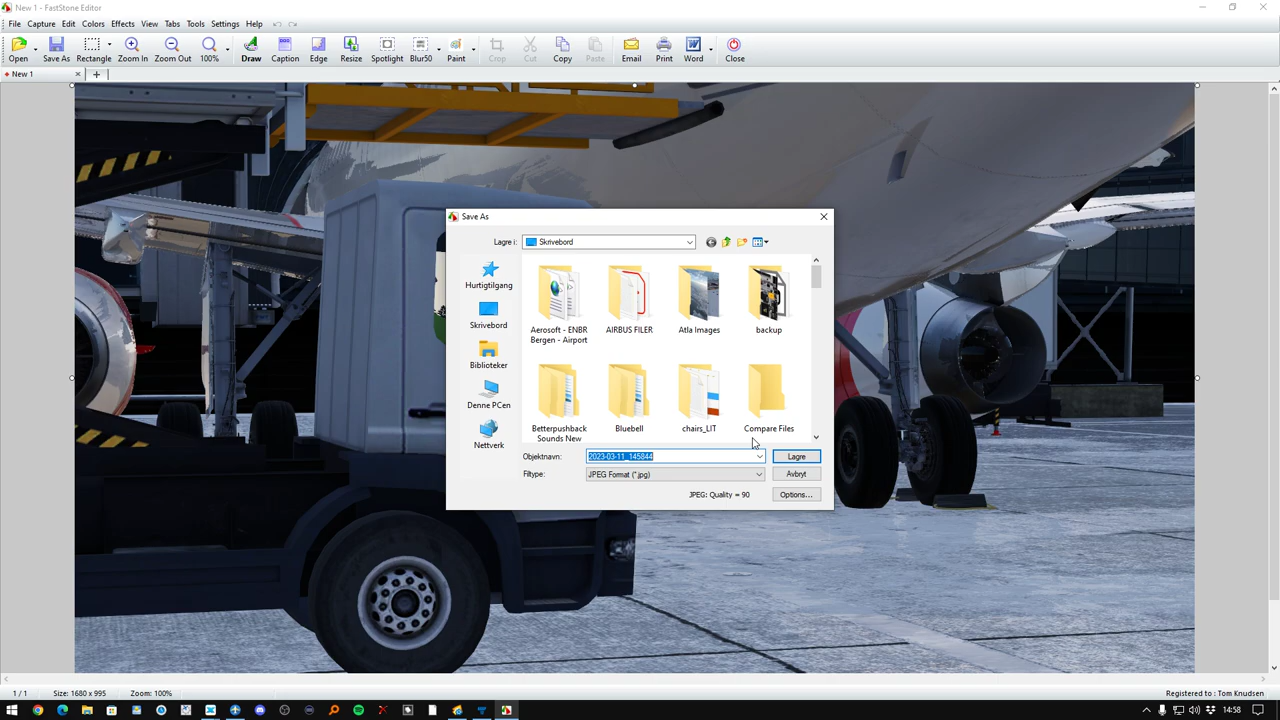 New 1 - FastStone Editor
File Capture Edit Colors Effects View Tabs Tools Settings Help
Open Save As Rectangle Zoom In Zoom Out 100% Draw Caption Edge Resize Spotlight Blur50 Paint Crop Cut Copy Paste Email Print Word Close
New 1
Save As
Lagre i: Skrivebord
Hurtigtilgang
Skrivebord
Biblioteker
Denne PCen
Nettverk
Aerosoft - ENBR Bergen - Airport
AIRBUS FILER
Atla Images
backup
Betterpushback Sounds New
Bluebell
chairs_LIT
Compare Files
Objektnavn: 2023-03-11_145844 Lagre
Filtype: JPEG Format (*.jpg) Avbryt
JPEG: Quality = 90 Options...
1 / 1 Size: 1680 x 995 Zoom: 100% Registered to : Tom Knudsen
14:58